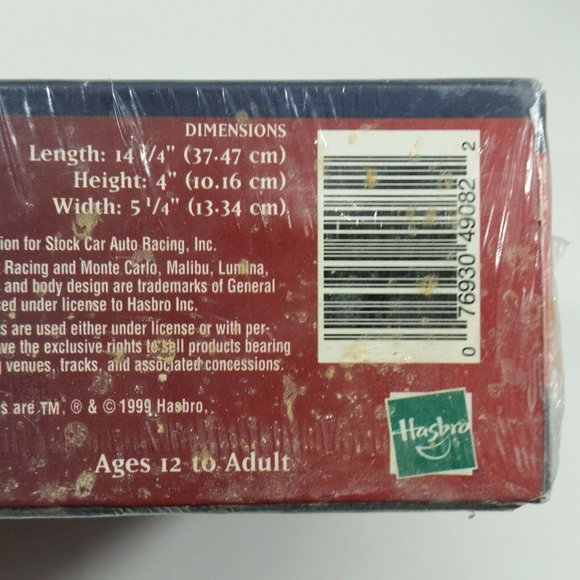 DIMENSIONS
Length: 14 3/4" (37.47 cm)
Height: 4" (10.16 cm)
Width: 5 1/4" (13.34 cm)
tion for Stock Car Auto Racing, Inc.
Racing and Monte Carlo, Malibu, Lumina,
and body design are trademarks of General
sed under license to Hasbro Inc.
are used either under license or with per-
ave the exclusive rights to sell products bearing
venues, tracks, and associated concessions.
are TM, ® & © 1999 Hasbro.
Ages 12 to Adult
0 76930 49082 2
Hasbro